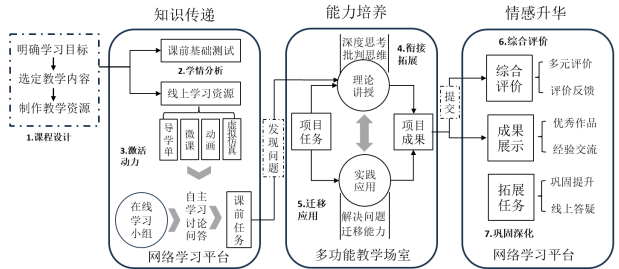 知识传递
能力培养
情感升华
明确学习目标
选定教学内容
制作教学资源
1.课程设计
课前基础测试
2.学情分析
线上学习资源
导学单
微课
动画
虚拟仿真
3.激活
动力
在线
学习
小组
自主
学习
讨论
问答
课前任务
网络学习平台
发现问题
深度思考
批判思维
4.衔接
拓展
理论
讲授
项目
任务
项目
成果
实践
应用
5.迁移
应用
解决问题
迁移能力
多功能教学场室
提交
6.综合评价
综合
评价
多元评价
评价反馈
成果
展示
优秀作品
经验交流
拓展
任务
巩固提升
线上答疑
7.巩固深化
网络学习平台